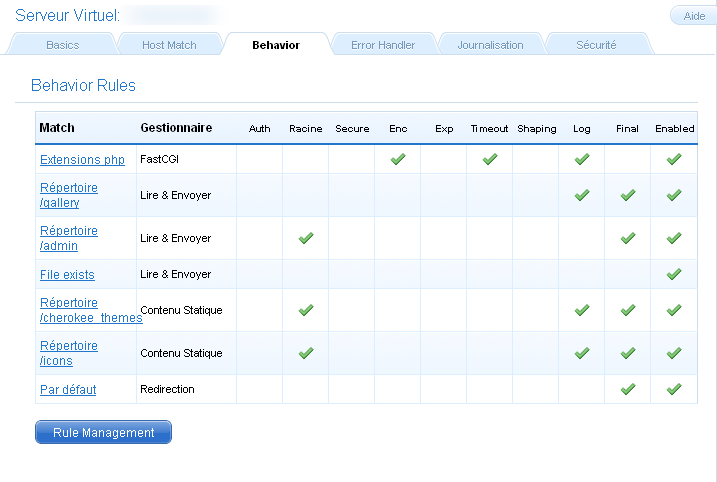 Serveur Virtuel:
Aide
Basics Host Match Behavior Error Handler Journalisation Sécurité
Behavior Rules
Match Gestionnaire Auth Racine Secure Enc Exp Timeout Shaping Log Final Enabled
Extensions php FastCGI
Répertoire
/gallery Lire & Envoyer
Répertoire
/admin Lire & Envoyer
File exists Lire & Envoyer
Répertoire
/cherokee_themes Contenu Statique
Répertoire
/icons Contenu Statique
Par défaut Redirection
Rule Management